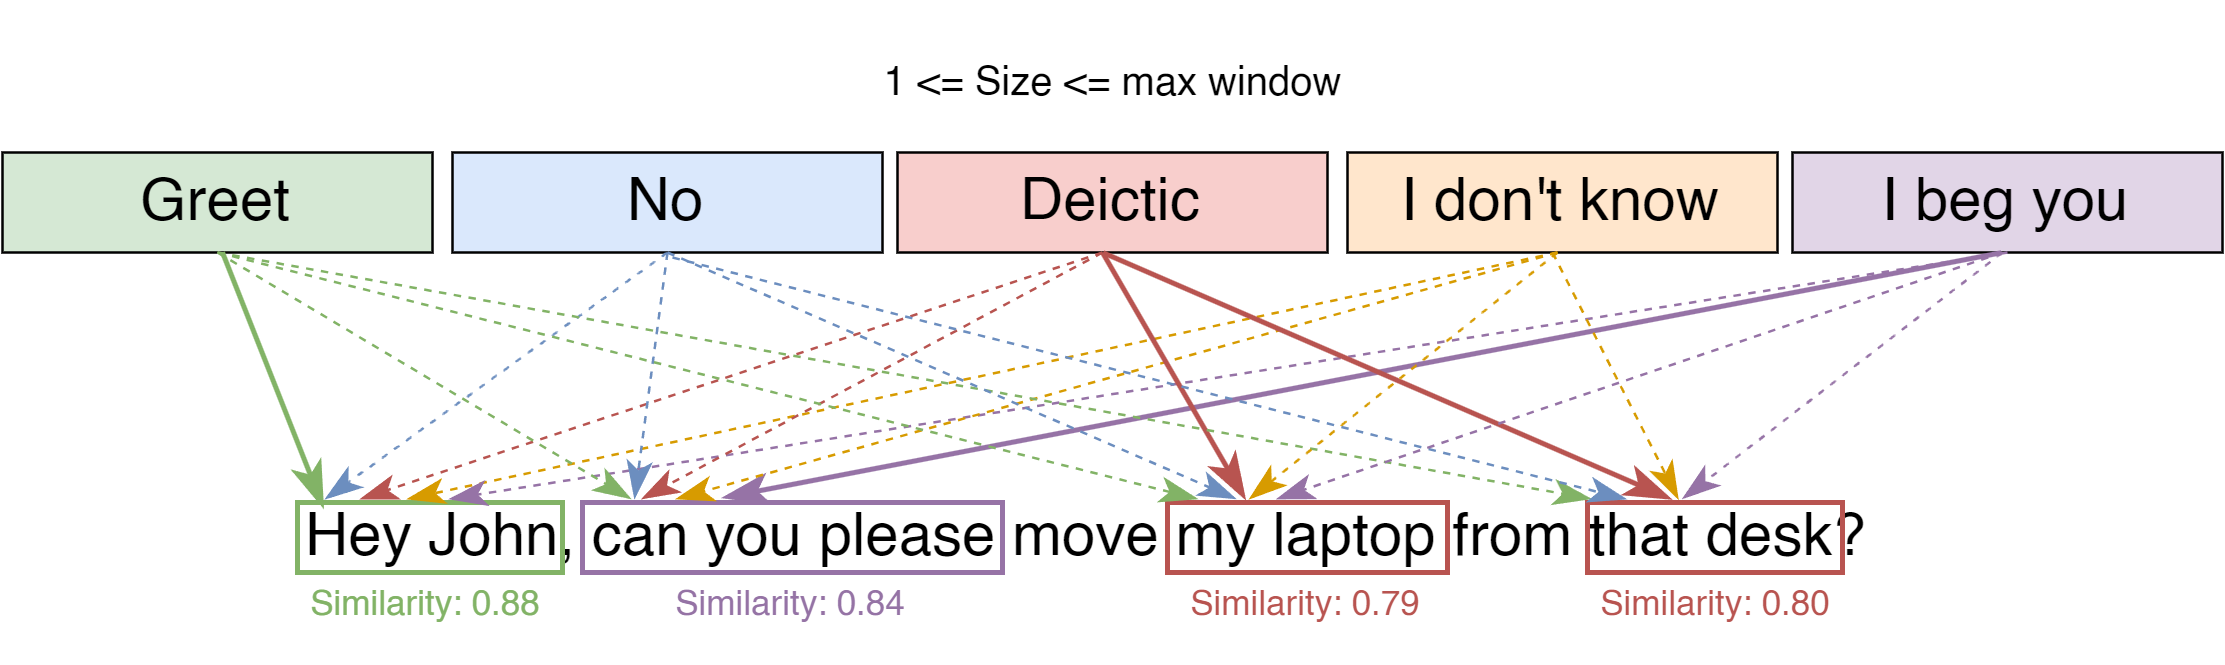 1 <= Size <= max window
Greet
No
Deictic
I don't know
I beg you
Hey John, can you please move my laptop from that desk?
Similarity: 0.88
Similarity: 0.84
Similarity: 0.79
Similarity: 0.80